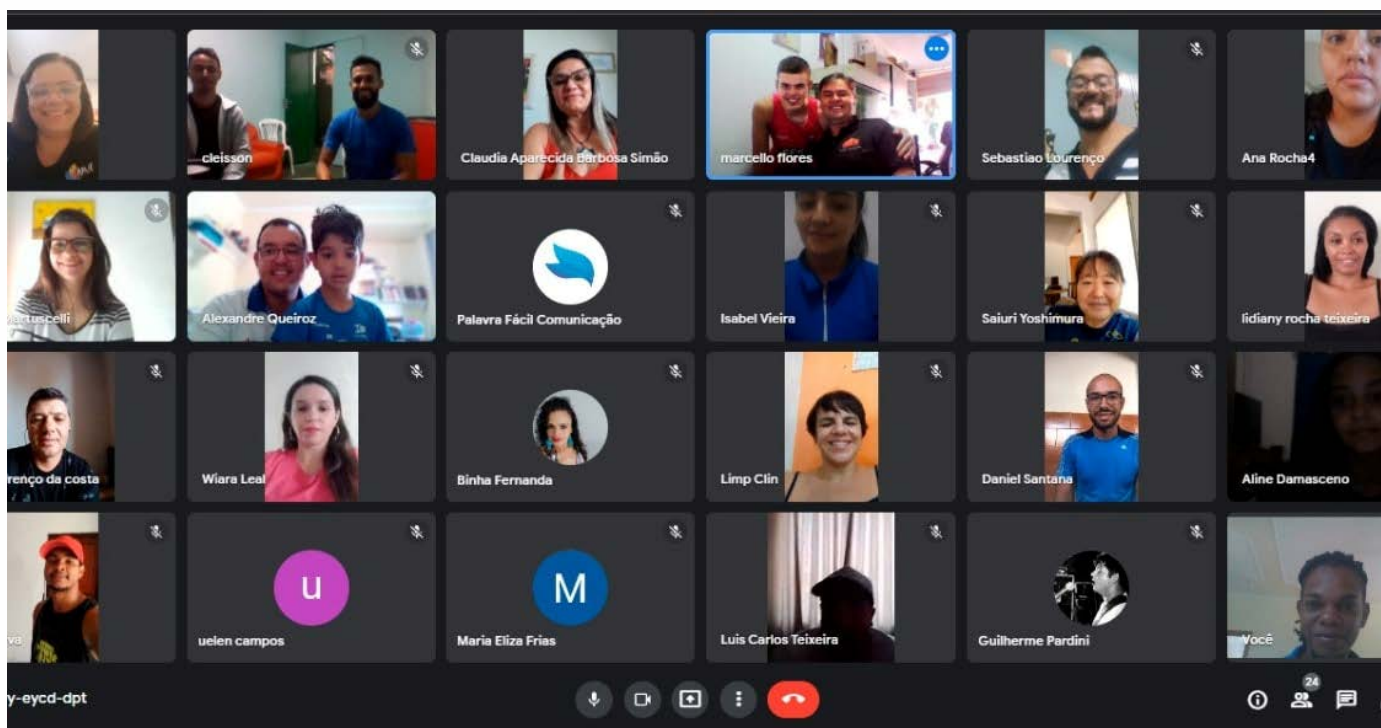 cleisson
Claudia Aparecida Barbosa Simão
marcello flores
Sebastiao Lourenço
Ana Rocha4
Martuscelli
Alexandre Queiroz
Palavra Fácil Comunicação
Isabel Vieira
Saiuri Yoshimura
lidiany rocha teixeira
renço da costa
Wiara Leal
Binha Fernanda
Limp Clin
Daniel Santana
Aline Damasceno
va
u
uelen campos
M
Maria Eliza Frias
Luis Carlos Teixeira
Guilherme Pardini
Você
y-eycd-dpt
24